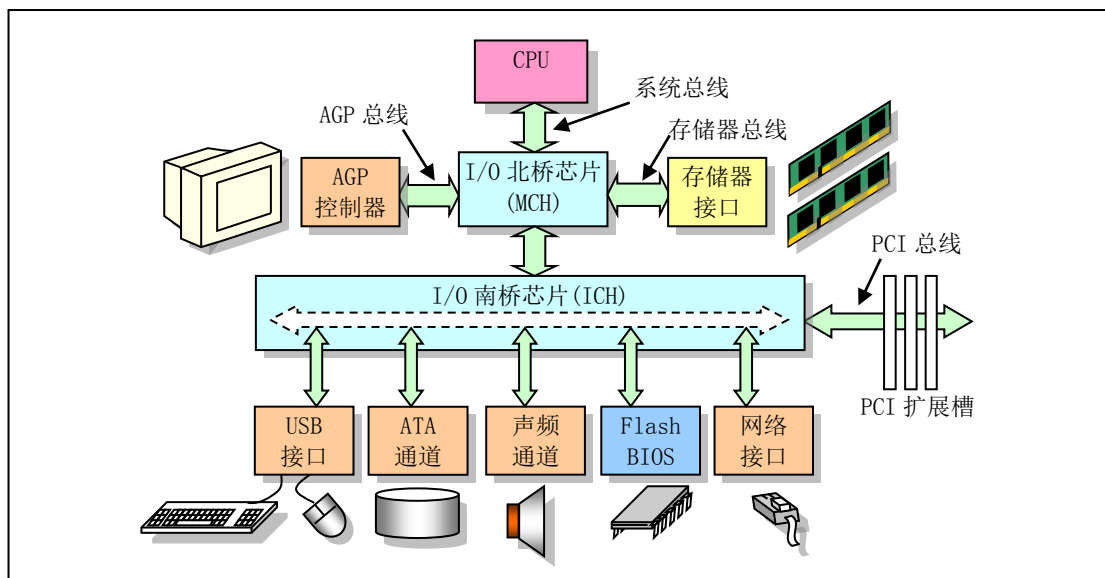 CPU
系统总线
AGP 总线
存储器总线
AGP
控制器
I/O 北桥芯片
(MCH)
存储器
接口
PCI 总线
I/O 南桥芯片(ICH)
PCI 扩展槽
USB
接口
ATA
通道
声频
通道
Flash
BIOS
网络
接口